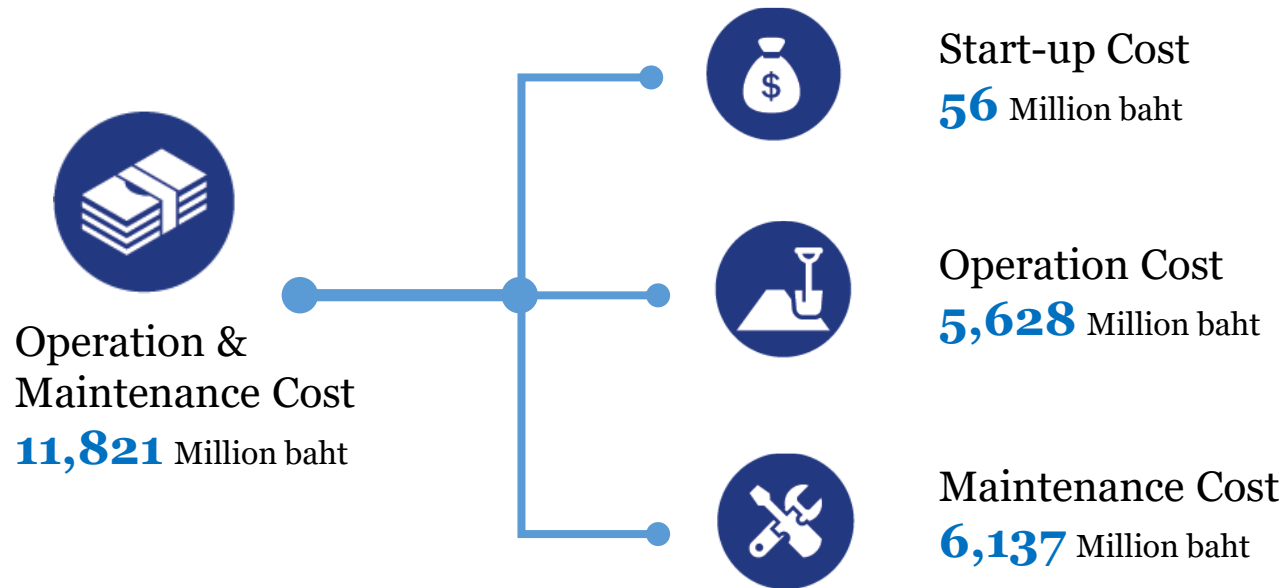 Operation &
Maintenance Cost
11,821 Million baht
$
Start-up Cost
56 Million baht
Operation Cost
5,628 Million baht
Maintenance Cost
6,137 Million baht